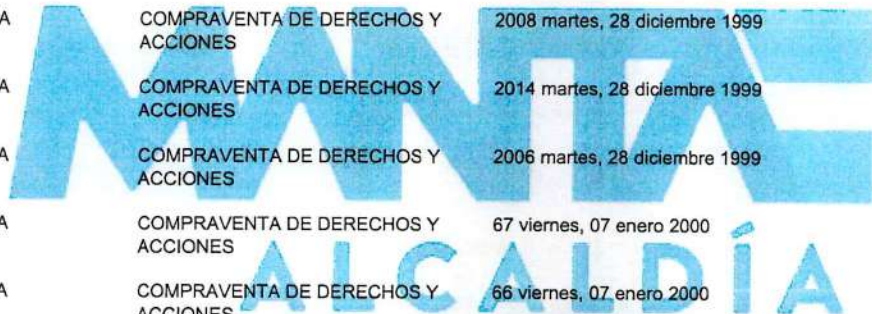 A COMPRAVENTA DE DERECHOS Y 2008 martes, 28 diciembre 1999
ACCIONES
A COMPRAVENTA DE DERECHOS Y 2014 martes, 28 diciembre 1999
ACCIONES
A COMPRAVENTA DE DERECHOS Y 2006 martes, 28 diciembre 1999
ACCIONES
A COMPRAVENTA DE DERECHOS Y 67 viernes, 07 enero 2000
ACCIONES
A COMPRAVENTA DE DERECHOS Y 66 viernes, 07 enero 2000
ACCIONES
MANTA
ALCALDÍA